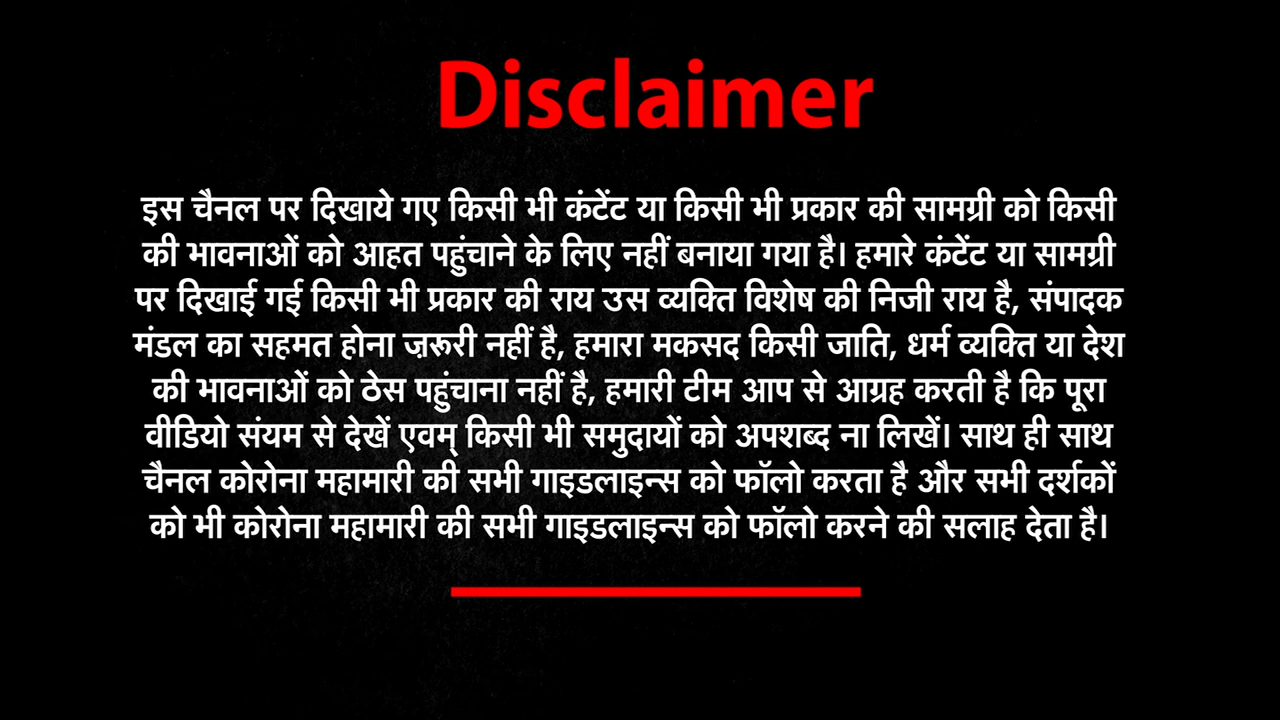 Disclaimer
इस चैनल पर दिखाये गए किसी भी कंटेंट या किसी भी प्रकार की सामग्री को किसी
की भावनाओं को आहत पहुंचाने के लिए नहीं बनाया गया है। हमारे कंटेंट या सामग्री
पर दिखाई गई किसी भी प्रकार की राय उस व्यक्ति विशेष की निजी राय है, संपादक
मंडल का सहमत होना ज़रूरी नहीं है, हमारा मकसद किसी जाति, धर्म व्यक्ति या देश
की भावनाओं को ठेस पहुंचाना नहीं है, हमारी टीम आप से आग्रह करती है कि पूरा
वीडियो संयम से देखें एवम् किसी भी समुदायों को अपशब्द ना लिखें। साथ ही साथ
चैनल कोरोना महामारी की सभी गाइडलाइन्स को फॉलो करता है और सभी दर्शकों
को भी कोरोना महामारी की सभी गाइडलाइन्स को फॉलो करने की सलाह देता है।